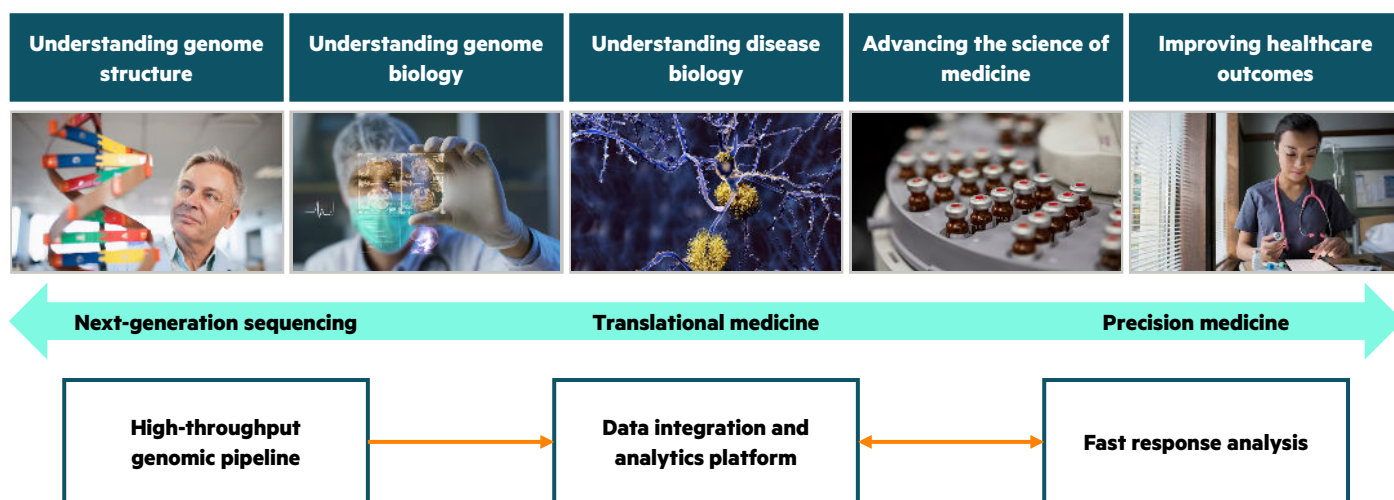 Understanding genome
structure
Understanding genome
biology
Understanding disease
biology
Advancing the science of
medicine
Improving healthcare
outcomes
Next-generation sequencing
Translational medicine
Precision medicine
High-throughput
genomic pipeline
Data integration and
analytics platform
Fast response analysis